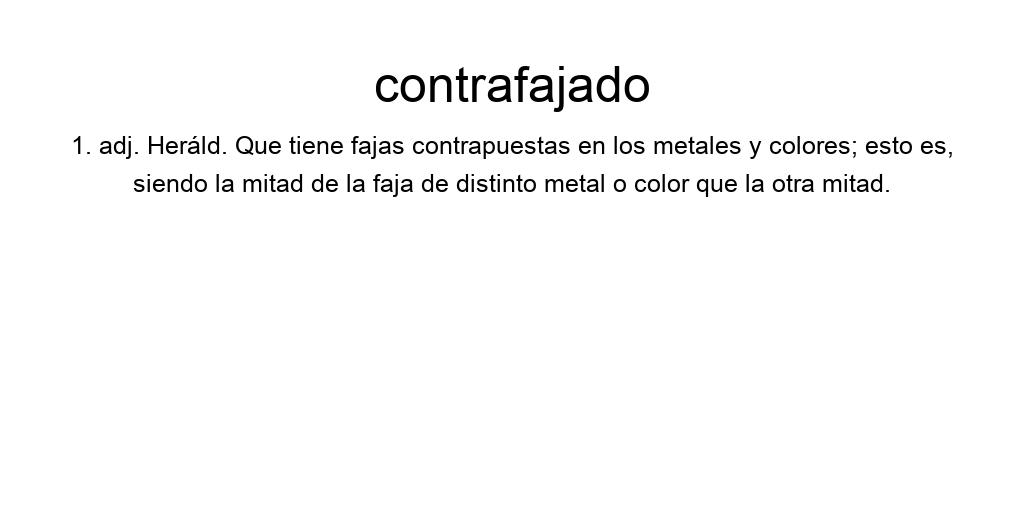 contrafajado
1. adj. Heráld. Que tiene fajas contrapuestas en los metales y colores; esto es,
siendo la mitad de la faja de distinto metal o color que la otra mitad.